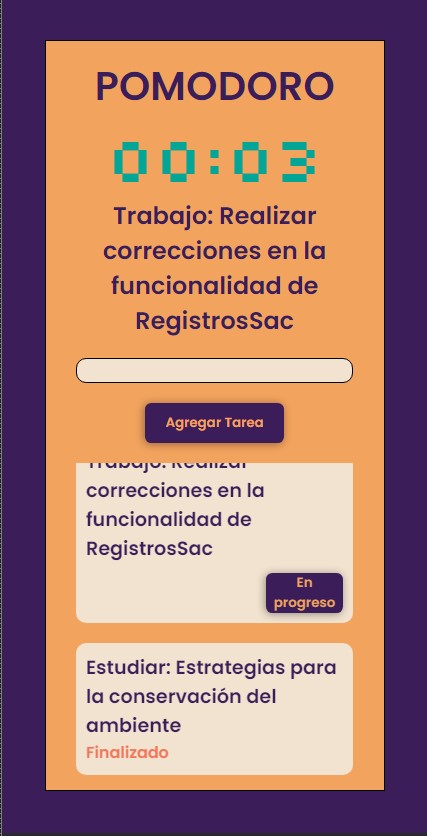 POMODORO
00:03
Trabajo: Realizar
correcciones en la
funcionalidad de
RegistrosSac
Agregar Tarea
Trabajo: Realizar
correcciones en la
funcionalidad de
RegistrosSac
En
progreso
Estudiar: Estrategias para
la conservación del
ambiente
Finalizado